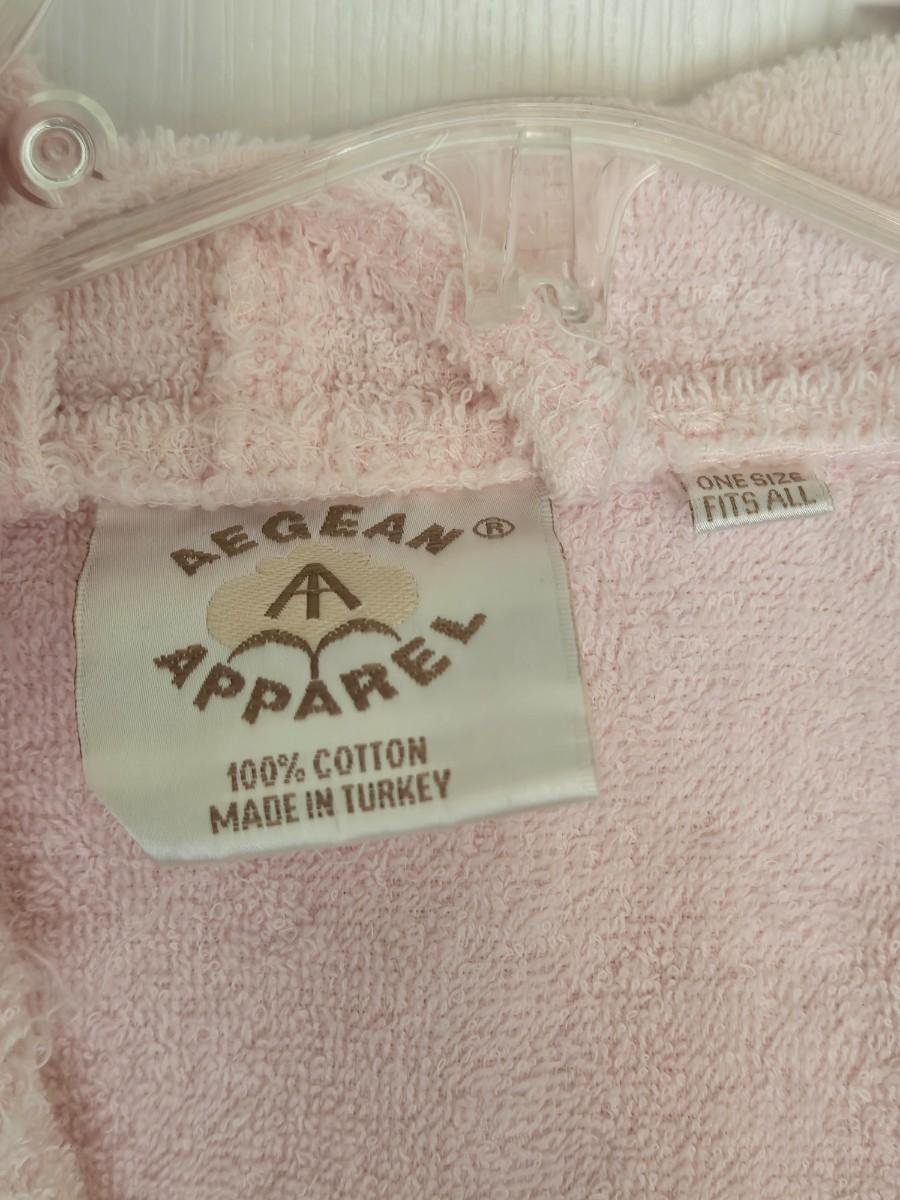 AEGEAN®
APPAREL
100% COTTON
MADE IN TURKEY
ONE SIZE
FITS ALL